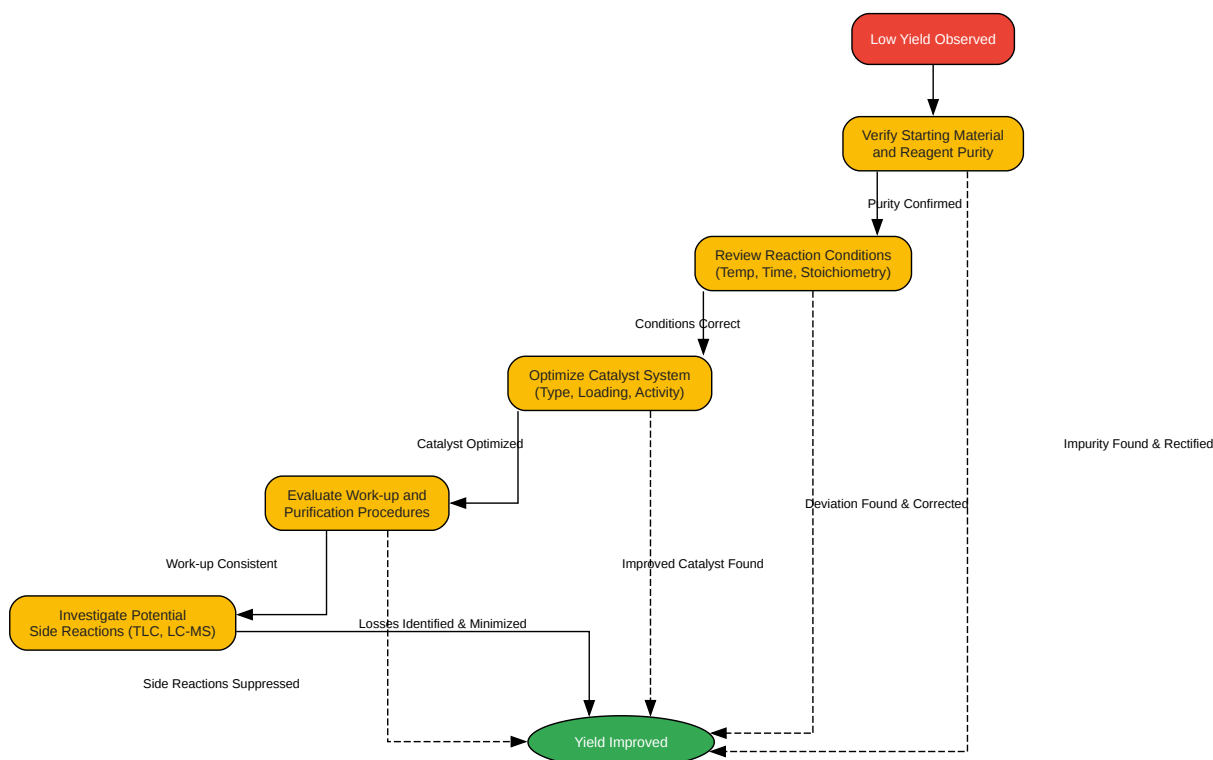 Low Yield Observed
Verify Starting Material
and Reagent Purity
Purity Confirmed
Review Reaction Conditions
(Temp, Time, Stoichiometry)
Conditions Correct
Optimize Catalyst System
(Type, Loading, Activity)
Catalyst Optimized
Impurity Found & Rectified
Evaluate Work-up and
Purification Procedures
Deviation Found & Corrected
Work-up Consistent
Improved Catalyst Found
Investigate Potential
Side Reactions (TLC, LC-MS)
Losses Identified & Minimized
Side Reactions Suppressed
Yield Improved